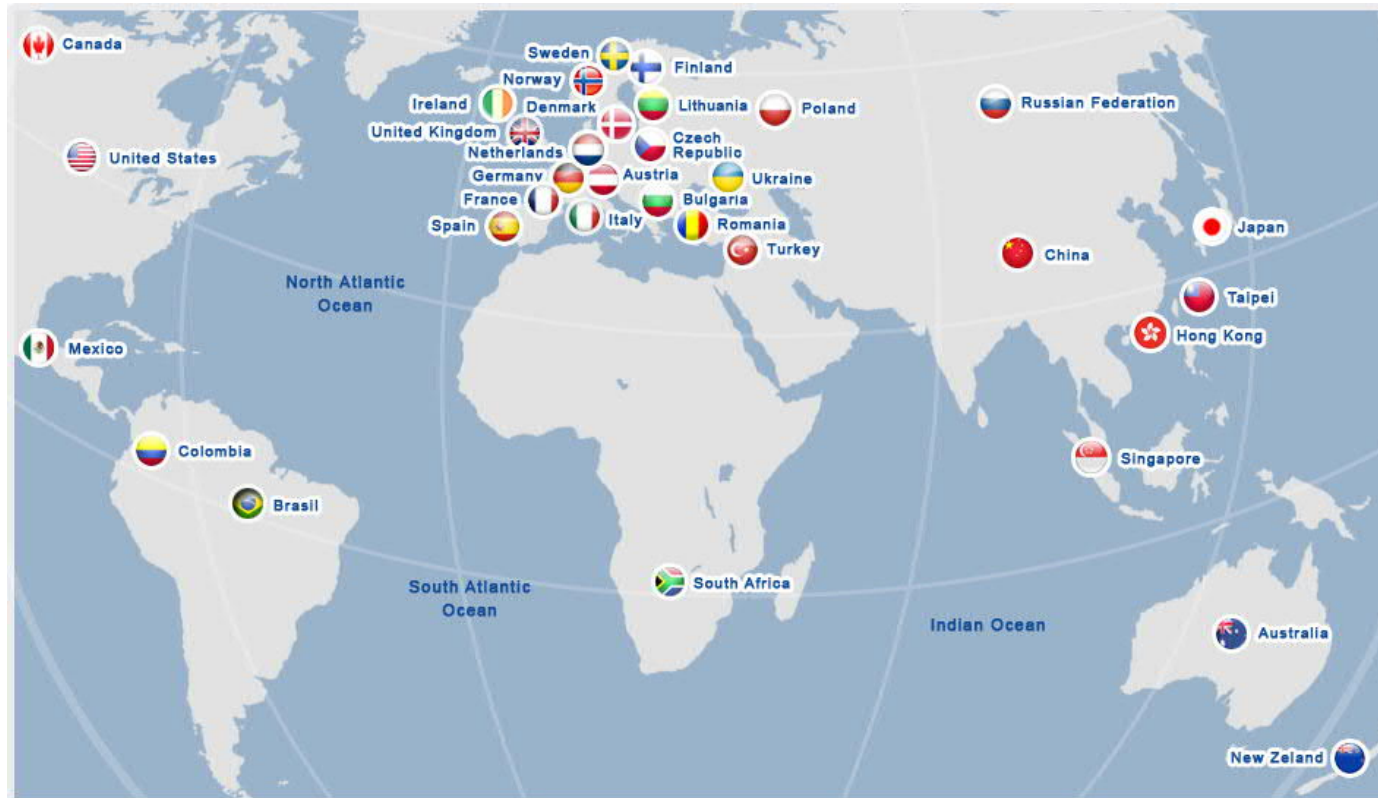 Canada
Sweden
Finland
Norway
Ireland
Denmark
Lithuania
Poland
Russian Federation
United Kingdom
United States
Netherlands
Czech
Republic
Germany
Austria
Ukraine
France
Bulgaria
Spain
Italy
Romania
Japan
Turkey
China
North Atlantic
Ocean
Taipei
Hong Kong
Mexico
Colombia
Singapore
Brasil
South Africa
South Atlantic
Ocean
Indian Ocean
Australia
New Zeland